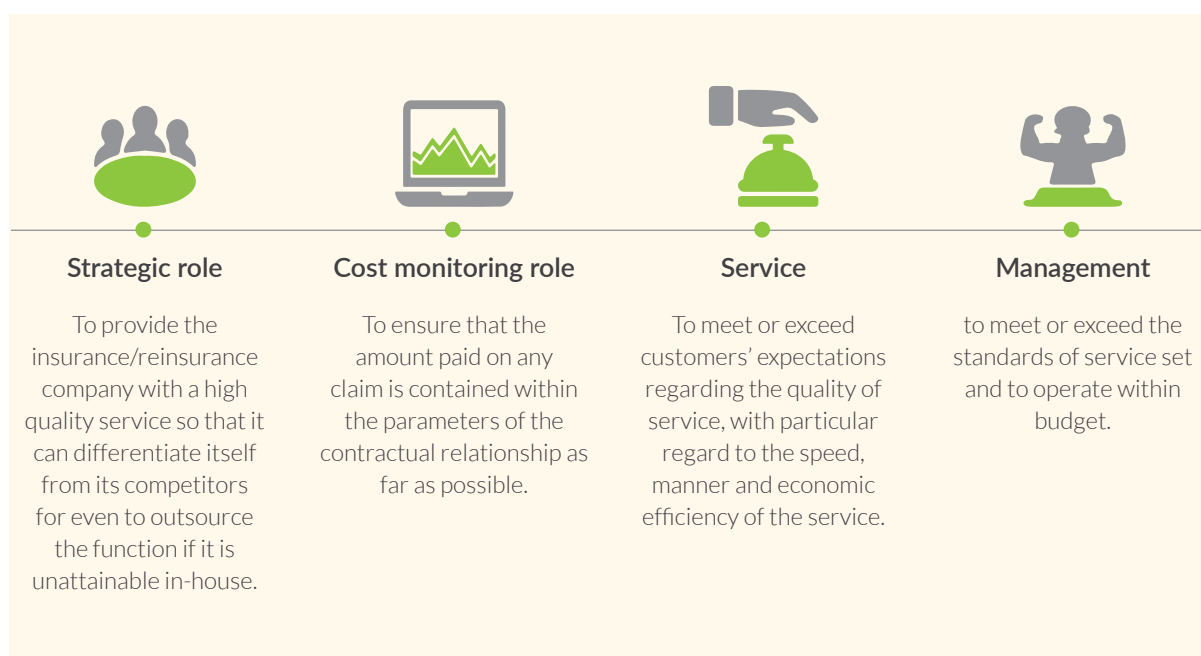 Strategic role
To provide the
insurance/reinsurance
company with a high
quality service so that it
can differentiate itself
from its competitors
for even to outsource
the function if it is
unattainable in-house.
Cost monitoring role
To ensure that the
amount paid on any
claim is contained within
the parameters of the
contractual relationship as
far as possible.
Service
To meet or exceed
customers’ expectations
regarding the quality of
service, with particular
regard to the speed,
manner and economic
efficiency of the service.
Management
to meet or exceed the
standards of service set
and to operate within
budget.